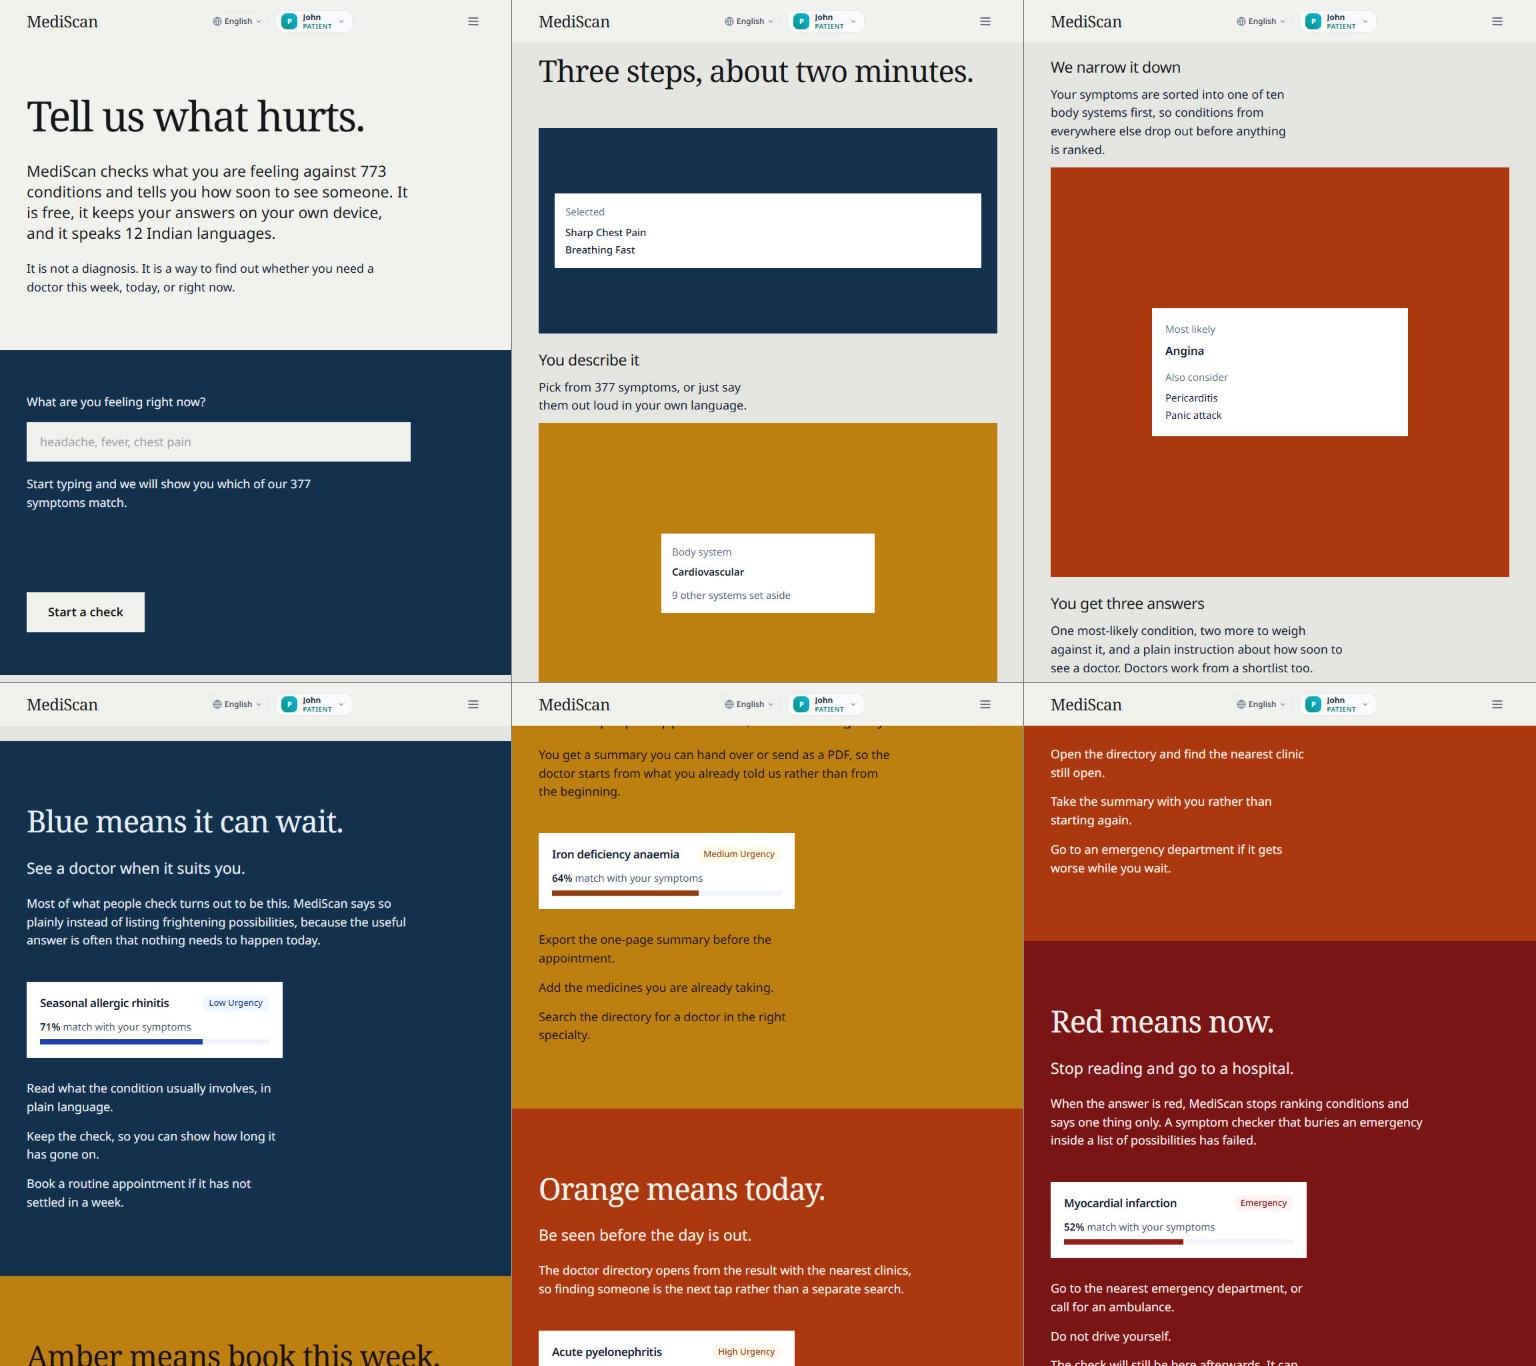 MediScan
English
P
John
PATIENT
Tell us what hurts.
MediScan checks what you are feeling against 773
conditions and tells you how soon to see someone. It
is free, it keeps your answers on your own device,
and it speaks 12 Indian languages.
It is not a diagnosis. It is a way to find out whether you need a
doctor this week, today, or right now.
What are you feeling right now?
headache, fever, chest pain
Start typing and we will show you which of our 377
symptoms match.
Start a check
MediScan
English
P
John
PATIENT
Three steps, about two minutes.
Selected
Sharp Chest Pain
Breathing Fast
You describe it
Pick from 377 symptoms, or just say
them out loud in your own language.
Body system
Cardiovascular
9 other systems set aside
MediScan
English
P
John
PATIENT
We narrow it down
Your symptoms are sorted into one of ten
body systems first, so conditions from
everywhere else drop out before anything
is ranked.
Most likely
Angina
Also consider
Pericarditis
Panic attack
You get three answers
One most-likely condition, two more to weigh
against it, and a plain instruction about how soon to
see a doctor. Doctors work from a shortlist too.
MediScan
English
P
John
PATIENT
Blue means it can wait.
See a doctor when it suits you.
Most of what people check turns out to be this. MediScan says so
plainly instead of listing frightening possibilities, because the useful
answer is often that nothing needs to happen today.
Seasonal allergic rhinitis
Low Urgency
71% match with your symptoms
Read what the condition usually involves, in
plain language.
Keep the check, so you can show how long it
has gone on.
Book a routine appointment if it has not
settled in a week.
Amber means book this week.
MediScan
English
P
John
PATIENT
You get a summary you can hand over or send as a PDF, so the
doctor starts from what you already told us rather than from
the beginning.
Iron deficiency anaemia
Medium Urgency
64% match with your symptoms
Export the one-page summary before the
appointment.
Add the medicines you are already taking.
Search the directory for a doctor in the right
specialty.
Orange means today.
Be seen before the day is out.
The doctor directory opens from the result with the nearest clinics,
so finding someone is the next tap rather than a separate search.
Acute pyelonephritis
High Urgency
MediScan
English
P
John
PATIENT
Open the directory and find the nearest clinic
still open.
Take the summary with you rather than
starting again.
Go to an emergency department if it gets
worse while you wait.
Red means now.
Stop reading and go to a hospital.
When the answer is red, MediScan stops ranking conditions and
says one thing only. A symptom checker that buries an emergency
inside a list of possibilities has failed.
Myocardial infarction
Emergency
52% match with your symptoms
Go to the nearest emergency department, or
call for an ambulance.
Do not drive yourself.
The check will still be here afterwards. It can